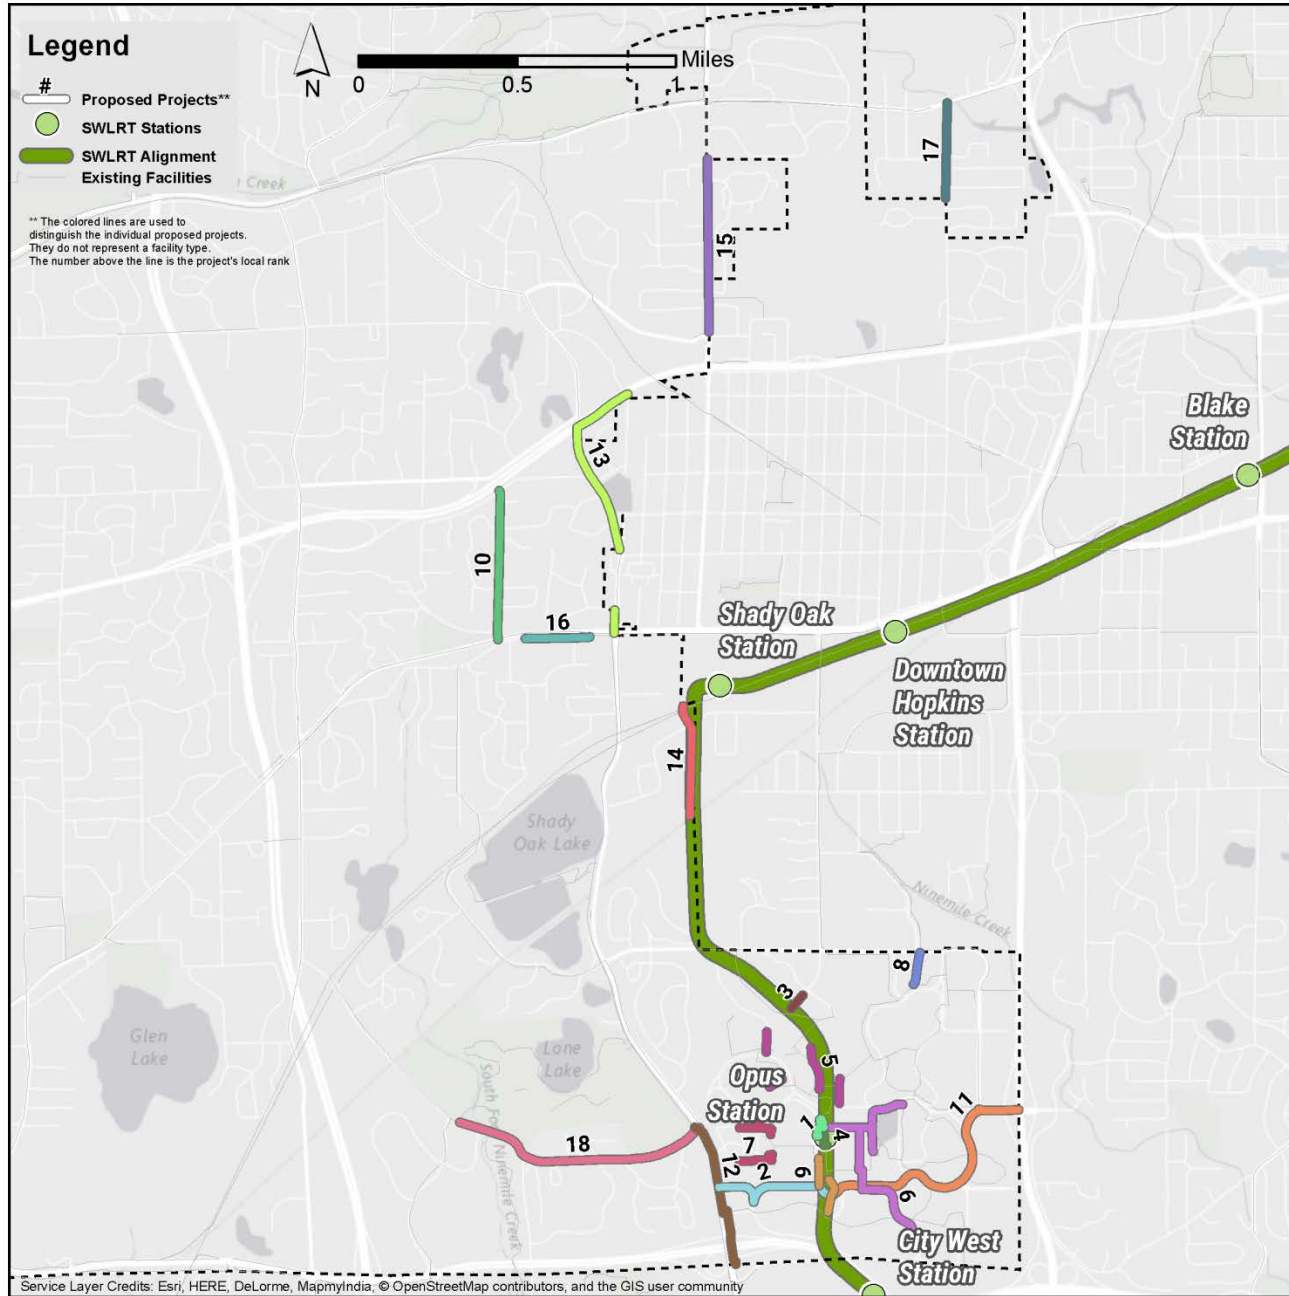 Legend
#
Proposed Projects**
SWLRT Stations
SWLRT Alignment
Existing Facilities
** The colored lines are used to
distinguish the individual proposed projects.
They do not represent a facility type.
The number above the line is the project's local rank
N
0
0.5
1
Miles
Creek
17
15
Blake
Station
13
10
16
Shady Oak
Station
Downtown
Hopkins
Station
14
Shady
Oak Lake
Ninemile Creek
8
3
Glen
Lake
Lone
Lake
South Fork Ninemile Creek
5
Opus
Station
11
1
4
18
7
12
2
6
6
City West
Station
Service Layer Credits: Esri, HERE, DeLorme, MapmyIndia, © OpenStreetMap contributors, and the GIS user community